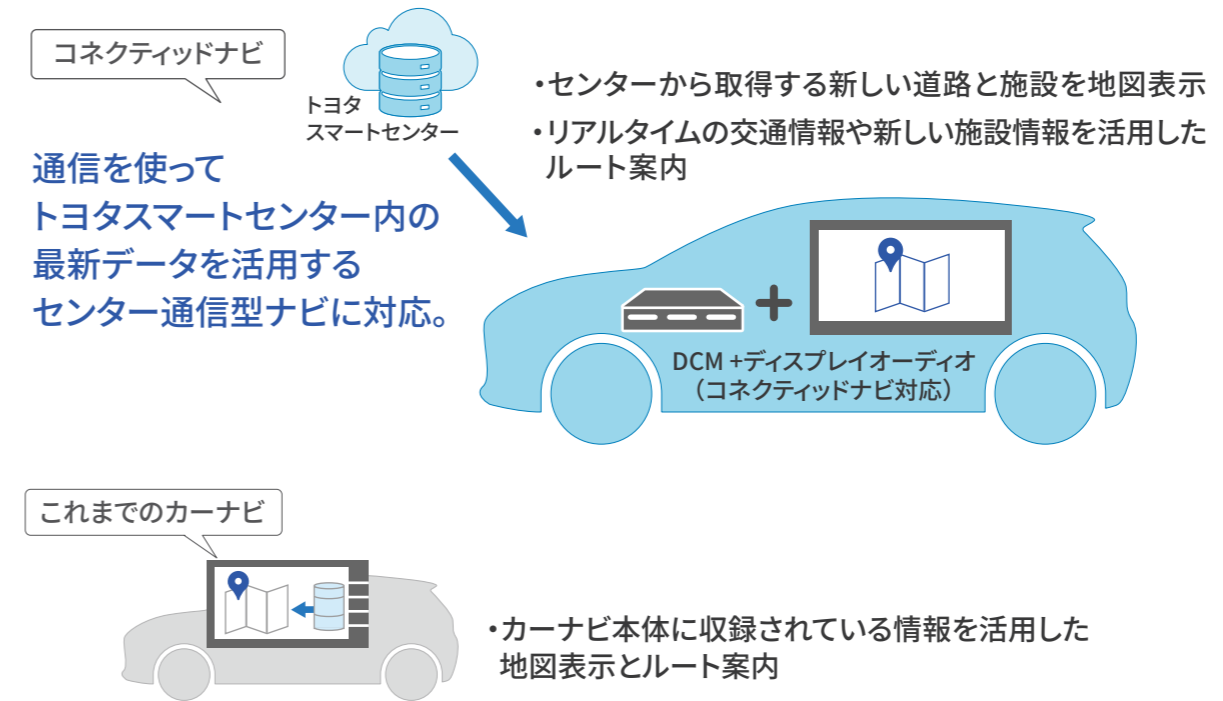 コネクティッドナビ
トヨタ
スマートセンター
・センターから取得する新しい道路と施設を地図表示
・リアルタイムの交通情報や新しい施設情報を活用した
ルート案内
通信を使って
トヨタスマートセンター内の
最新データを活用する
センター通信型ナビに対応。
DCM +ディスプレイオーディオ
（コネクティッドナビ対応）
これまでのカーナビ
・カーナビ本体に収録されている情報を活用した
地図表示とルート案内